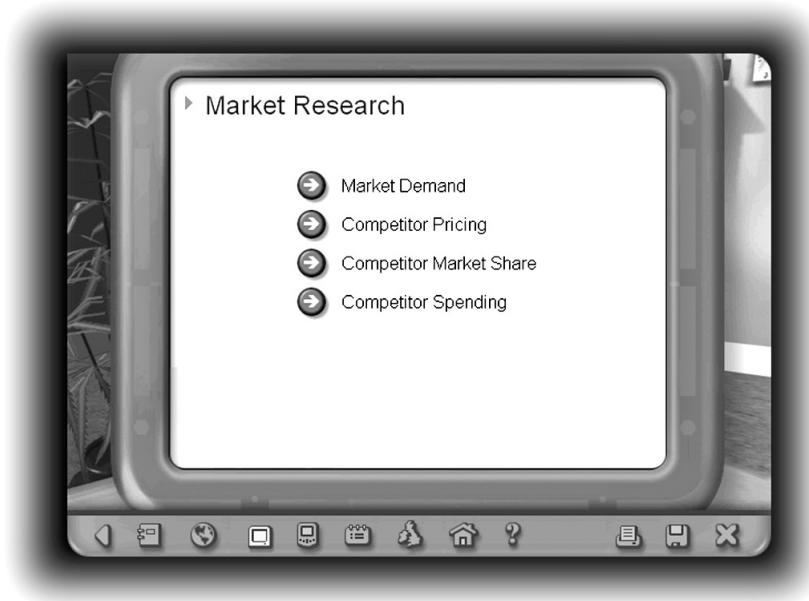 Market Research
Market Demand
Competitor Pricing
Competitor Market Share
Competitor Spending
?